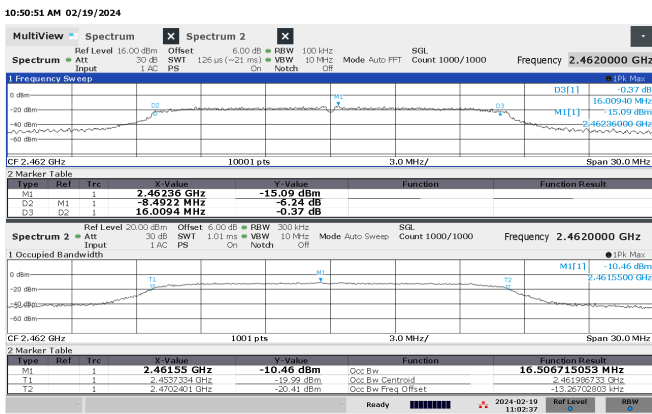 10:50:51 AM 02/19/2024
MultiView Spectrum X Spectrum 2 X
Ref Level 16.00 dBm Offset 6.00 dB RBW 100 kHz SGL
Spectrum Att 30 dB SWT 126 µs (~21 ms) VBW 10 MHz Mode Auto FFT Count 1000/1000 Frequency 2.4620000 GHz
Input 1 AC PS On Notch Off
1 Frequency Sweep 1Pk Max
D3[1] -0.37 dB
16.00940 MHz
M1[1] -15.09 dBm
2.46236000 GHz
0 dBm
-20 dBm
-40 dBm
-60 dBm
D2 M1 D3
CF 2.462 GHz 10001 pts 3.0 MHz/ Span 30.0 MHz
2 Marker Table
Type Ref Trc X-Value Y-Value Function Function Result
M1 1 2.46236 GHz -15.09 dBm
D2 M1 1 -8.4922 MHz -6.24 dB
D3 D2 1 16.0094 MHz -0.37 dB
Ref Level 20.00 dBm Offset 6.00 dB RBW 300 kHz SGL
Spectrum 2 Att 30 dB SWT 1.01 ms VBW 10 MHz Mode Auto Sweep Count 1000/1000 Frequency 2.4620000 GHz
Input 1 AC PS On Notch Off
1 Occupied Bandwidth 1Pk Max
M1[1] -10.46 dBm
2.4615500 GHz
0 dBm
-20 dBm
-40 dBm
-60 dBm
T1 M1 T2
CF 2.462 GHz 1001 pts 3.0 MHz/ Span 30.0 MHz
2 Marker Table
Type Ref Trc X-Value Y-Value Function Function Result
M1 1 2.46155 GHz -10.46 dBm Occ Bw 16.506715053 MHz
T1 1 2.4537334 GHz -19.99 dBm Occ Bw Centroid 2.461986733 GHz
T2 1 2.4702401 GHz -20.41 dBm Occ Bw Freq Offset -13.26702803 kHz
Ready 2024-02-19 Ref Level RBW
11:02:37